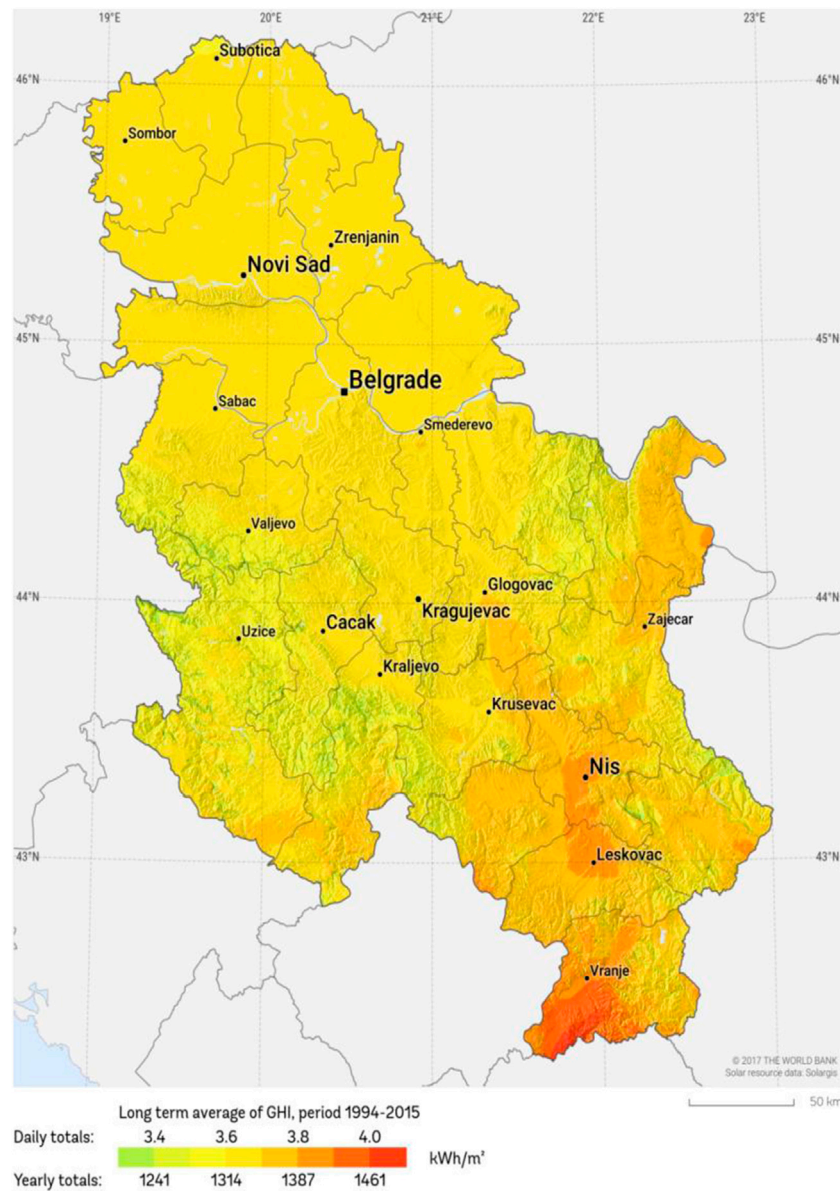 19°E 20°E 21°E 22°E 23°E
Subotica
46°N 46°N
Sombor
Zrenjanin
Novi Sad
45°N 45°N
Belgrade
Sabac
Smederevo
Valjevo
Glogovac
44°N 44°N
Kragujevac
Cacak
Zajecar
Uzice
Kraljevo
Krusevac
Nis
43°N 43°N
Leskovac
Vranje
© 2017 THE WORLD BANK
Solar resource data: Solargis
50 km
Long term average of GHI, period 1994-2015
Daily totals: 3.4 3.6 3.8 4.0
kWh/m²
Yearly totals: 1241 1314 1387 1461